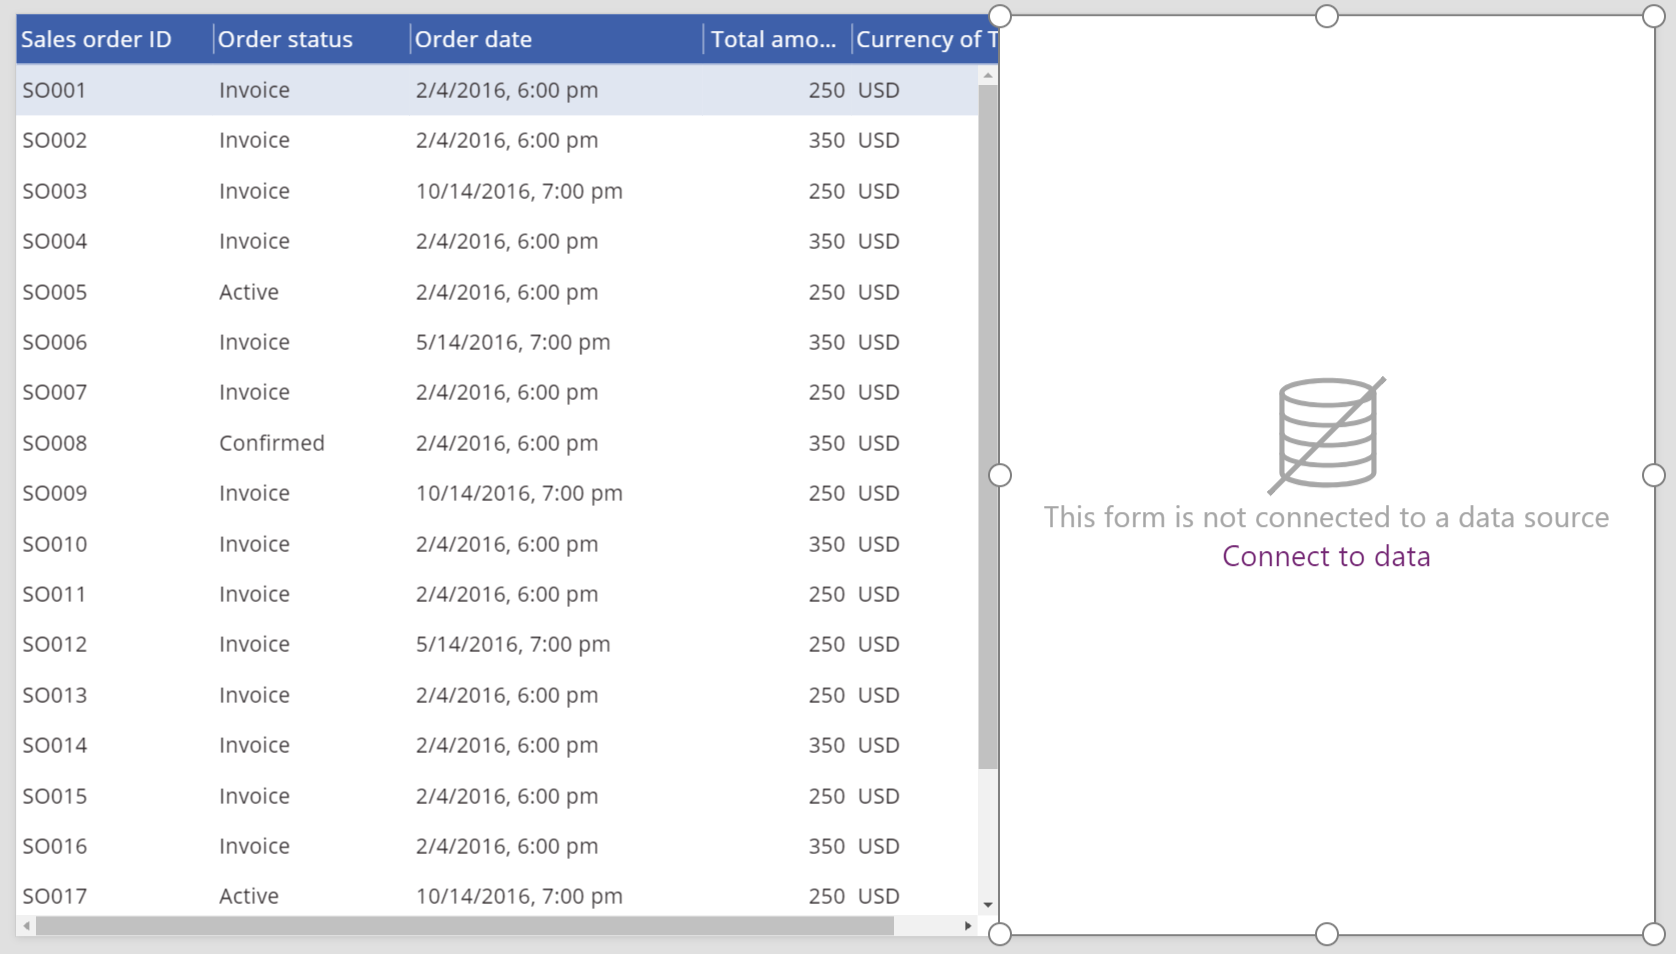 Sales order ID Order status Order date Total amo... Currency of T
SO001 Invoice 2/4/2016, 6:00 pm 250 USD
SO002 Invoice 2/4/2016, 6:00 pm 350 USD
SO003 Invoice 10/14/2016, 7:00 pm 250 USD
SO004 Invoice 2/4/2016, 6:00 pm 350 USD
SO005 Active 2/4/2016, 6:00 pm 250 USD
SO006 Invoice 5/14/2016, 7:00 pm 350 USD
SO007 Invoice 2/4/2016, 6:00 pm 250 USD
SO008 Confirmed 2/4/2016, 6:00 pm 350 USD
SO009 Invoice 10/14/2016, 7:00 pm 250 USD
SO010 Invoice 2/4/2016, 6:00 pm 350 USD
SO011 Invoice 2/4/2016, 6:00 pm 250 USD
SO012 Invoice 5/14/2016, 7:00 pm 250 USD
SO013 Invoice 2/4/2016, 6:00 pm 250 USD
SO014 Invoice 2/4/2016, 6:00 pm 350 USD
SO015 Invoice 2/4/2016, 6:00 pm 250 USD
SO016 Invoice 2/4/2016, 6:00 pm 350 USD
SO017 Active 10/14/2016, 7:00 pm 250 USD
This form is not connected to a data source
Connect to data